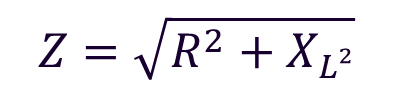 Z = √R² + X_L²